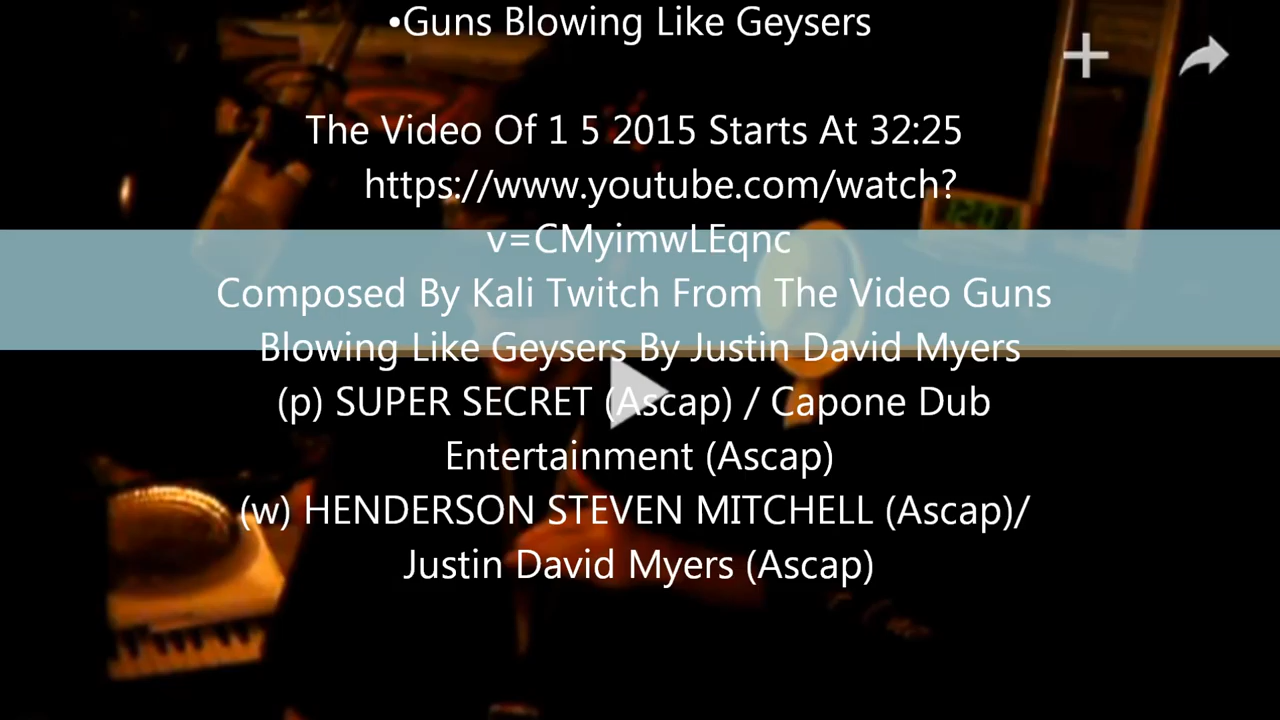 •Guns Blowing Like Geysers
The Video Of 1 5 2015 Starts At 32:25
https://www.youtube.com/watch?
v=CMyimwLEqnc
Composed By Kali Twitch From The Video Guns
Blowing Like Geysers By Justin David Myers
(p) SUPER SECRET (Ascap) / Capone Dub
Entertainment (Ascap)
(w) HENDERSON STEVEN MITCHELL (Ascap)/
Justin David Myers (Ascap)